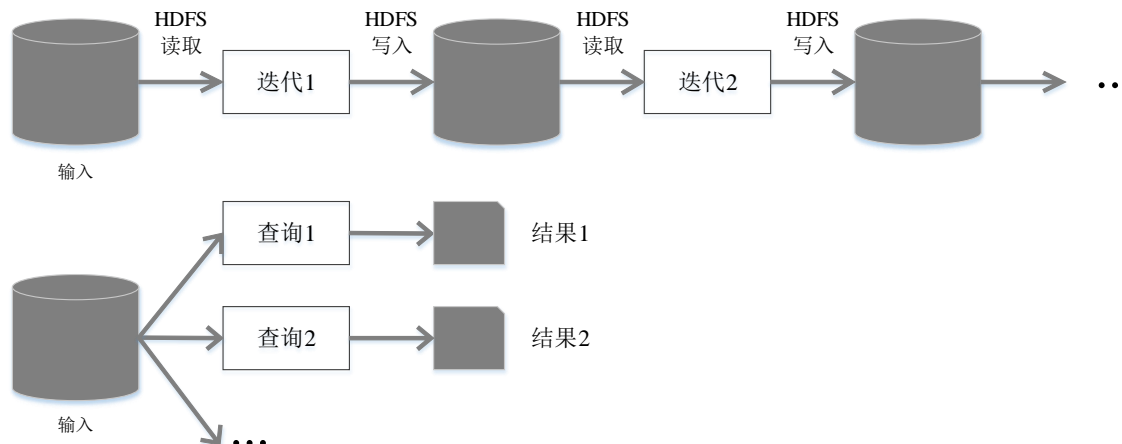 HDFS
读取
HDFS
写入
HDFS
读取
HDFS
写入
迭代1
迭代2
..
输入
查询1
结果1
查询2
结果2
输入
...